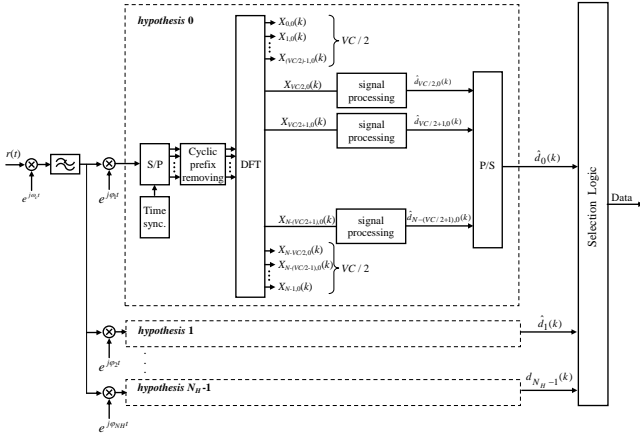 hypothesis 0
X0,0(k)
X1,0(k)
X(VC/2)-1,0(k)
VC / 2
XVC/2,0(k)
signal processing
d̂VC/2,0(k)
XVC/2+1,0(k)
signal processing
d̂VC/2+1,0(k)
r(t)
e^jωct
e^jφ1t
S/P
Cyclic prefix removing
Time sync.
DFT
P/S
d̂0(k)
Selection Logic
Data
XN-(VC/2+1),0(k)
signal processing
d̂N-(VC/2+1),0(k)
XN-VC/2,0(k)
XN-(VC/2-1),0(k)
XN-1,0(k)
VC / 2
hypothesis 1
d̂1(k)
e^jφ2t
hypothesis NH-1
dNH-1(k)
e^jφNHt